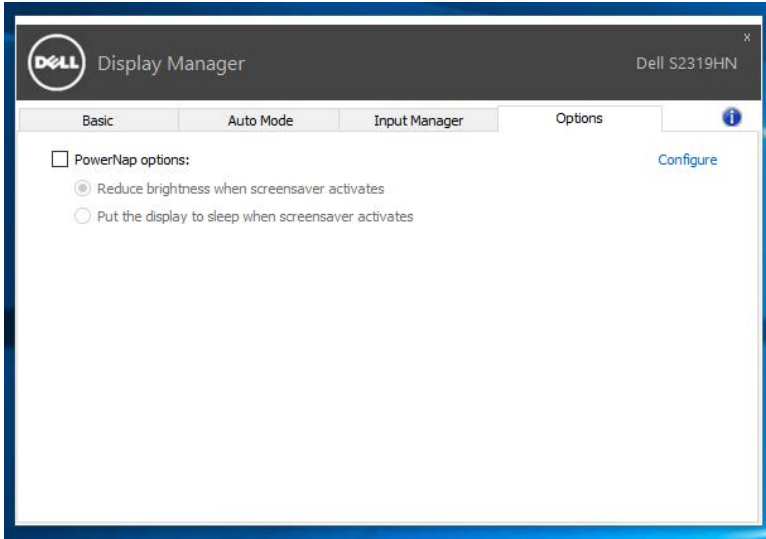 x
DELL Display Manager Dell S2319HN
Basic Auto Mode Input Manager Options i
PowerNap options: Configure
Reduce brightness when screensaver activates
Put the display to sleep when screensaver activates